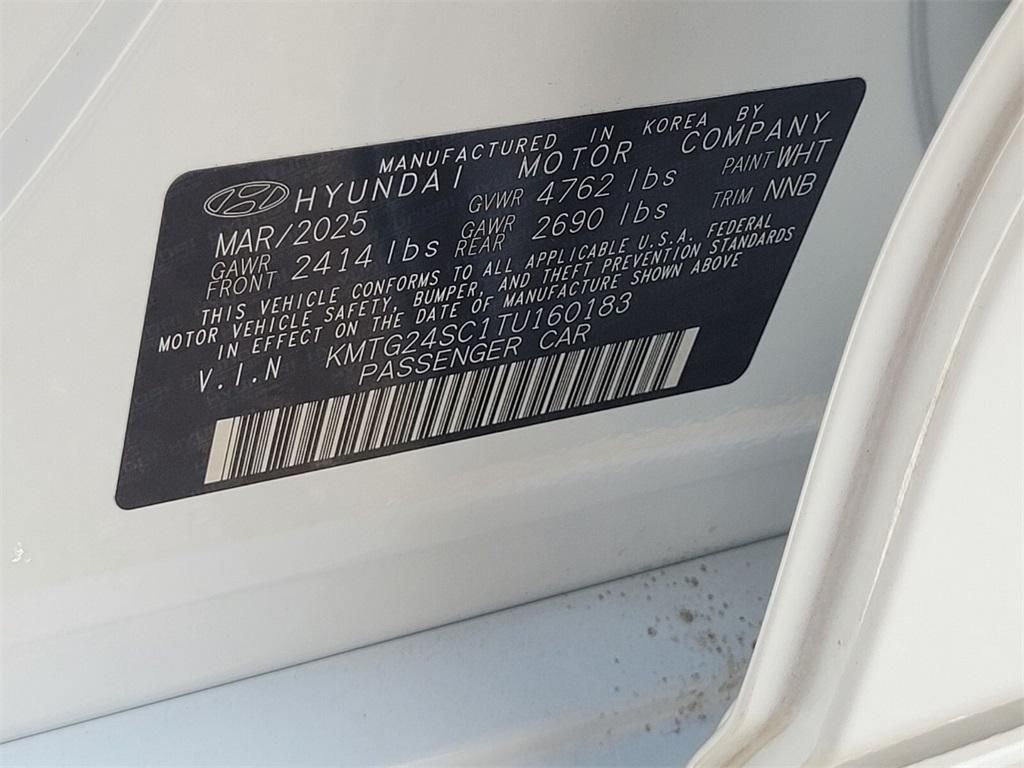 MANUFACTURED IN KOREA BY
HYUNDAI MOTOR COMPANY
MAR/2025 GVWR 4762 lbs PAINT WHT
GAWR FRONT 2414 lbs GAWR REAR 2690 lbs TRIM NNB
THIS VEHICLE CONFORMS TO ALL APPLICABLE U.S.A. FEDERAL
MOTOR VEHICLE SAFETY, BUMPER, AND THEFT PREVENTION STANDARDS
IN EFFECT ON THE DATE OF MANUFACTURE SHOWN ABOVE
V.I.N KMTG24SC1TU160183
PASSENGER CAR